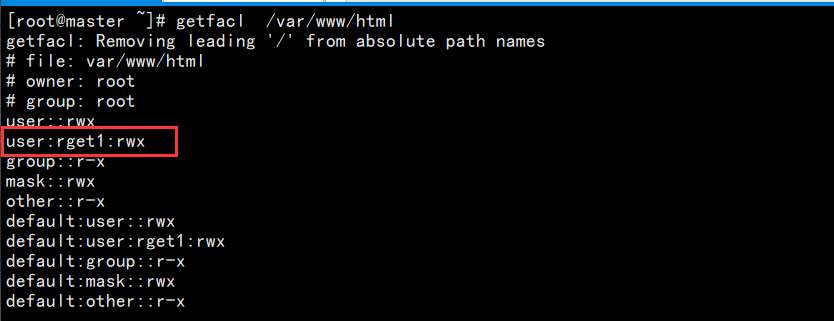 [root@master ~]# getfacl  /var/www/html
getfacl: Removing leading '/' from absolute path names
# file: var/www/html
# owner: root
# group: root
user::rwx
user:rget1:rwx
group::r-x
mask::rwx
other::r-x
default:user::rwx
default:user:rget1:rwx
default:group::r-x
default:mask::rwx
default:other::r-x